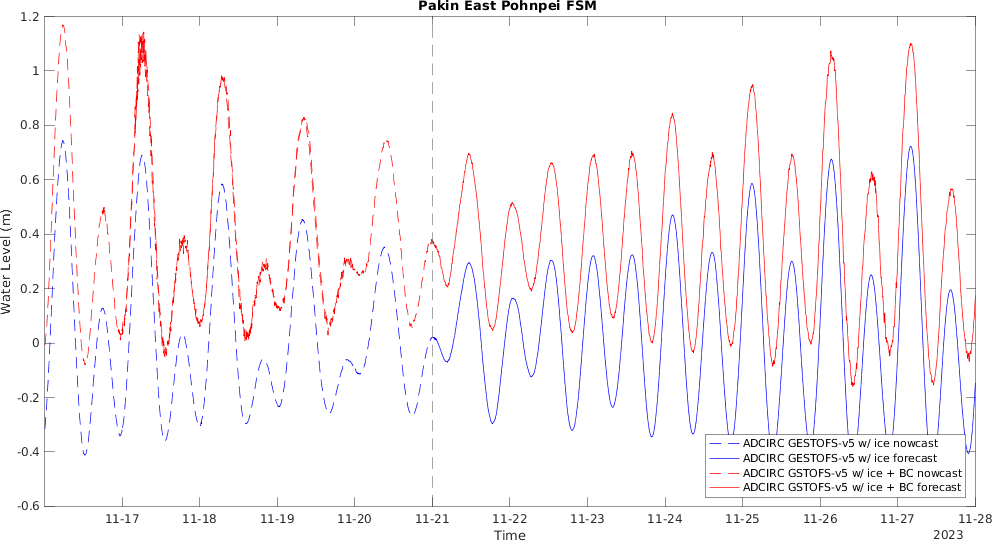 Pakin East Pohnpei FSM
1.2
1
0.8
0.6
0.4
0.2
0
-0.2
-0.4
-0.6
Water Level (m)
ADCIRC GESTOFS-v5 w/ ice nowcast
ADCIRC GESTOFS-v5 w/ ice forecast
ADCIRC GSTOFS-v5 w/ ice + BC nowcast
ADCIRC GSTOFS-v5 w/ ice + BC forecast
11-17 11-18 11-19 11-20 11-21 11-22 11-23 11-24 11-25 11-26 11-27 11-28
Time
2023